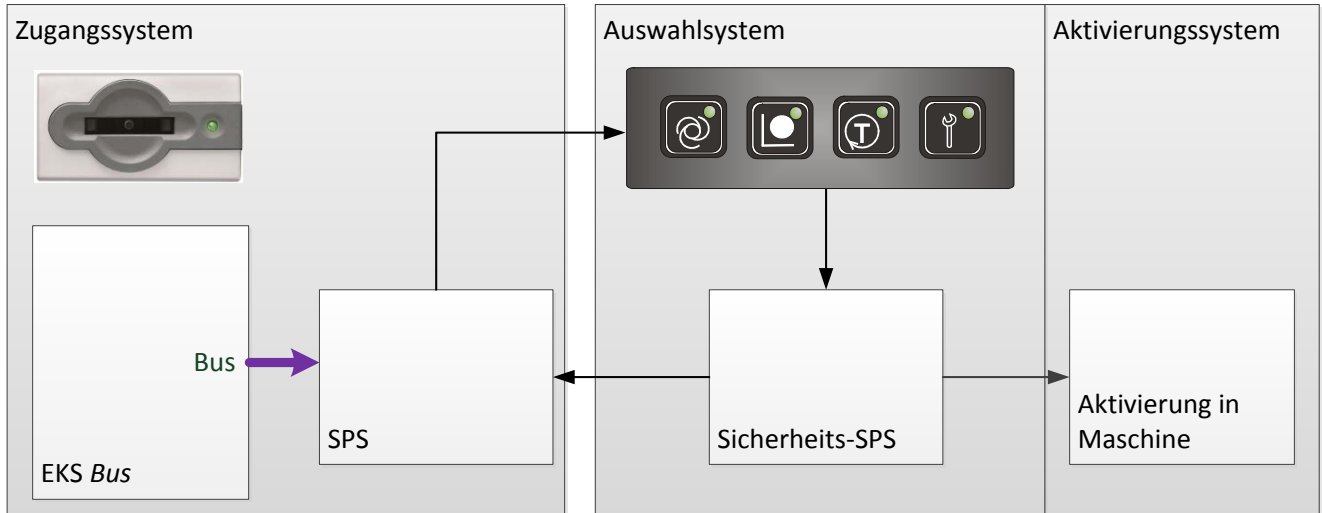 Zugangssystem
Auswahlsystem
Aktivierungssystem
T
Bus
SPS
EKS Bus
Sicherheits-SPS
Aktivierung in
Maschine